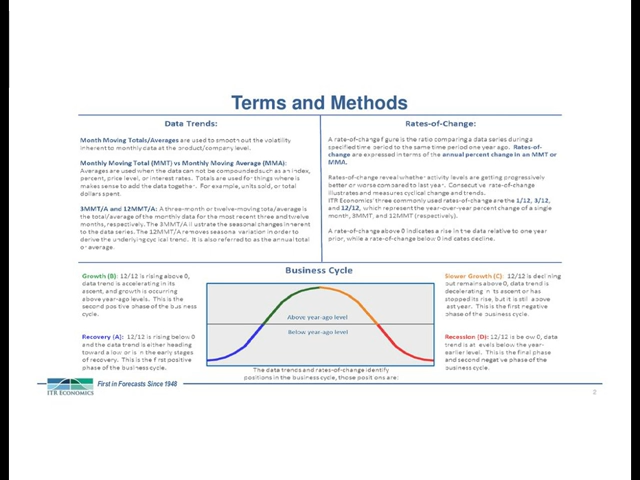 Terms and Methods
Data Trends:
Month Moving Totals/Averages are used to smooth out the volatility
inherent to monthly data at the product/company level.
Monthly Moving Total (MMT) vs Monthly Moving Average (MMA):
Averages are used when the data can not be compounded such as an index,
percent, price level, or interest rates. Totals are used for things where is
makes sense to add the data together. For example, units sold, or total
dollars spent.
3MMT/A and 12MMT/A: A three-month or twelve-moving total/average is
the total/average of the monthly data for the most recent three and twelve
months, respectively. The 3MMT/A illustrate the seasonal changes inherent
to the data series. The 12MMT/A removes seasonal variation in order to
derive the underlying cyclical trend. It is also referred to as the annual total
or average.
Rates-of-Change:
A rate-of-change figure is the ratio comparing a data series during a
specified time period to the same time period one year ago. Rates-of-
change are expressed in terms of the annual percent change in an MMT or
MMA.
Rates-of-change reveal whether activity levels are getting progressively
better or worse compared to last year. Consecutive rate-of-change
illustrates and measures cyclical change and trends.
ITR Economics' three commonly used rates-of-change are the 1/12, 3/12,
and 12/12, which represent the year-over-year percent change of a single
month, 3MMT, and 12MMT (respectively).
A rate-of-change above 0 indicates a rise in the data relative to one year
prior, while a rate-of-change below 0 indicates decline.
Business Cycle
Growth (B): 12/12 is rising above 0,
data trend is accelerating in its
ascent, and growth is occurring
above year-ago levels. This is the
second positive phase of the business
cycle.
Recovery (A): 12/12 is rising below 0
and the data trend is either heading
toward a low or is in the early stages
of recovery. This is the first positive
phase of the business cycle.
Above year-ago level
Below year-ago level
The data trends and rates-of-change identify
positions in the business cycle, those positions are:
Slower Growth (C): 12/12 is declining
but remains above 0, data trend is
decelerating in its ascent or has
stopped its rise, but it is still above
last year. This is the first negative
phase of the business cycle.
Recession (D): 12/12 is below 0, data
trend is at levels below the year-
earlier level. This is the final phase
and second negative phase of the
business cycle.
ITR ECONOMICS
First in Forecasts Since 1948
2